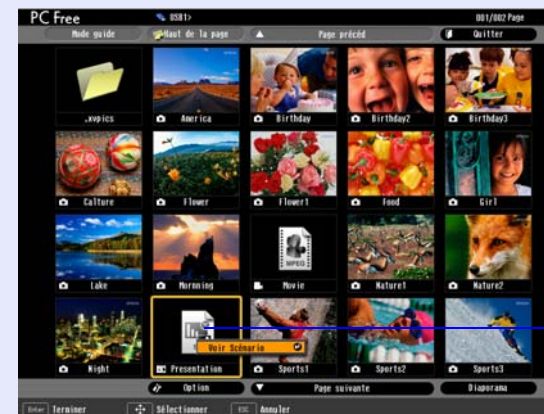 PC Free USB1> 001/002 Page
Mode guide Haut de la page Page précéd Quitter
.xvpics America Birthday Birthday2 Birthday3
Calture Flower Flower1 Food Girl
MPEG
Lake Mornning Movie Nature1 Nature2
Voir Scénario
Night Presentation Sports1 Sports2 Sports3
Option Page suivante Diaporama
Enter Terminer Sélectionner ESC Annuler